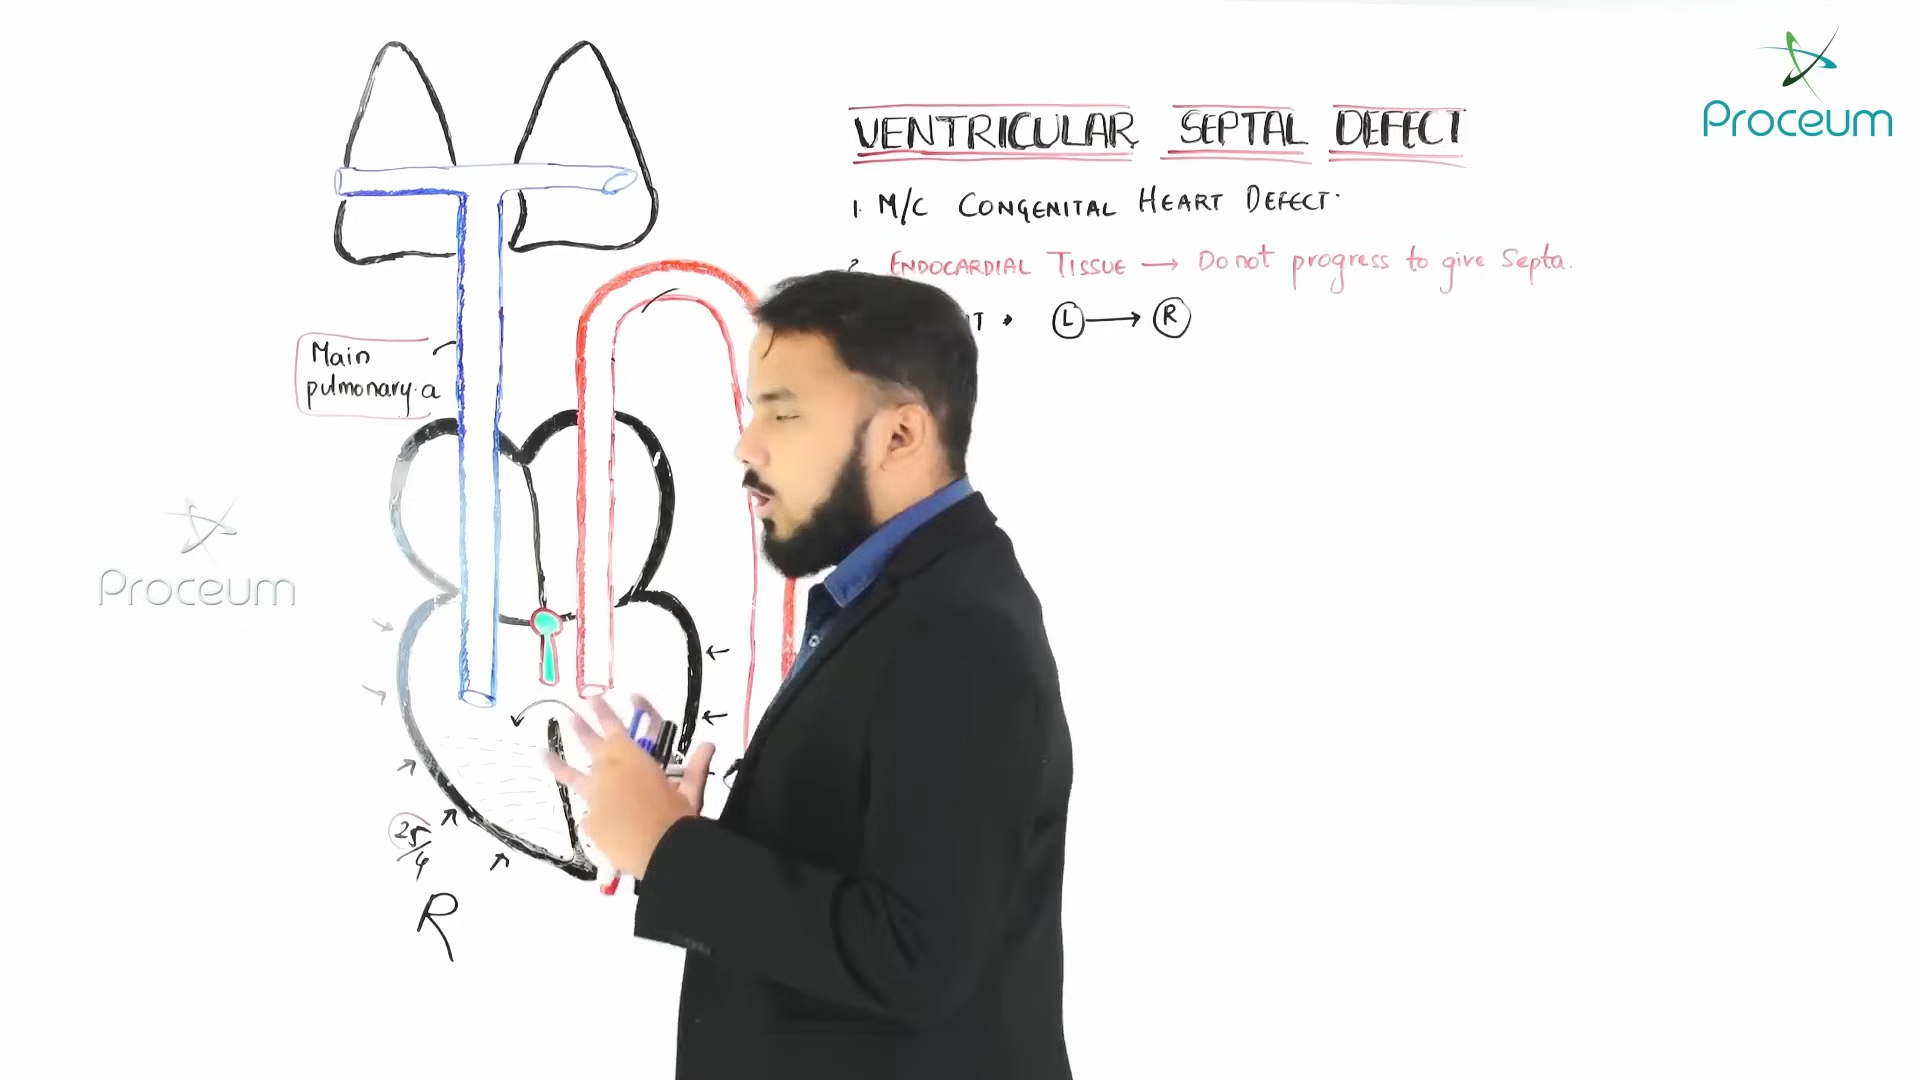 Proceum
VENTRICULAR SEPTAL DEFECT
1. M/C CONGENITAL HEART DEFECT.
2. ENDOCARDIAL TISSUE → Do not progress to give Septa.
T • L → R
Main
pulmonary.a
Proceum
25/4
R